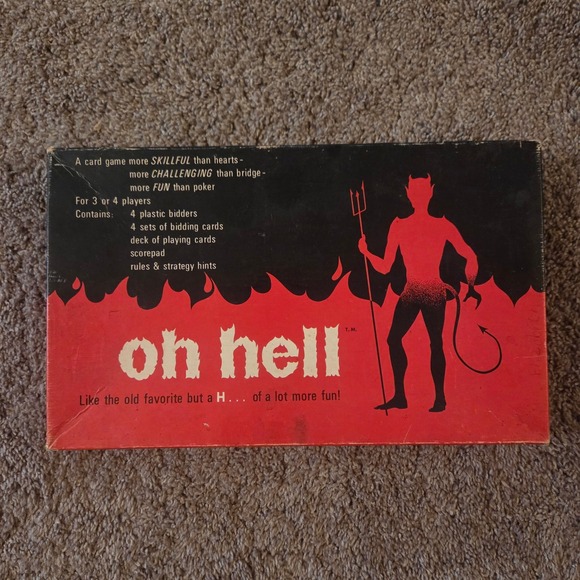 A card game more SKILLFUL than hearts -
more CHALLENGING than bridge -
more FUN than poker
For 3 or 4 players
Contains: 4 plastic bidders
4 sets of bidding cards
deck of playing cards
scorepad
rules & strategy hints
oh hell T.M.
Like the old favorite but a H . . . of a lot more fun!